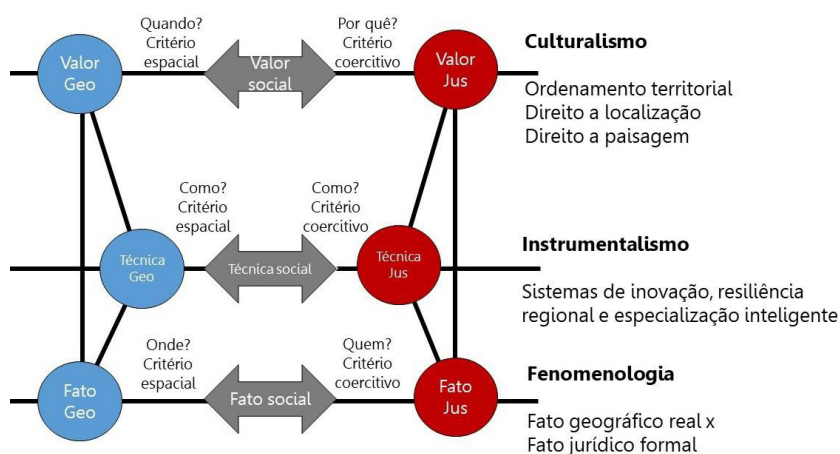 Quando?
Critério
espacial
Por quê?
Critério
coercitivo
Valor
Geo
Valor
social
Valor
Jus
Culturalismo
Ordenamento territorial
Direito a localização
Direito a paisagem
Como?
Critério
espacial
Como?
Critério
coercitivo
Técnica
Geo
Técnica social
Técnica
Jus
Instrumentalismo
Sistemas de inovação, resiliência
regional e especialização inteligente
Onde?
Critério
espacial
Quem?
Critério
coercitivo
Fato
Geo
Fato social
Fato
Jus
Fenomenologia
Fato geográfico real x
Fato jurídico formal